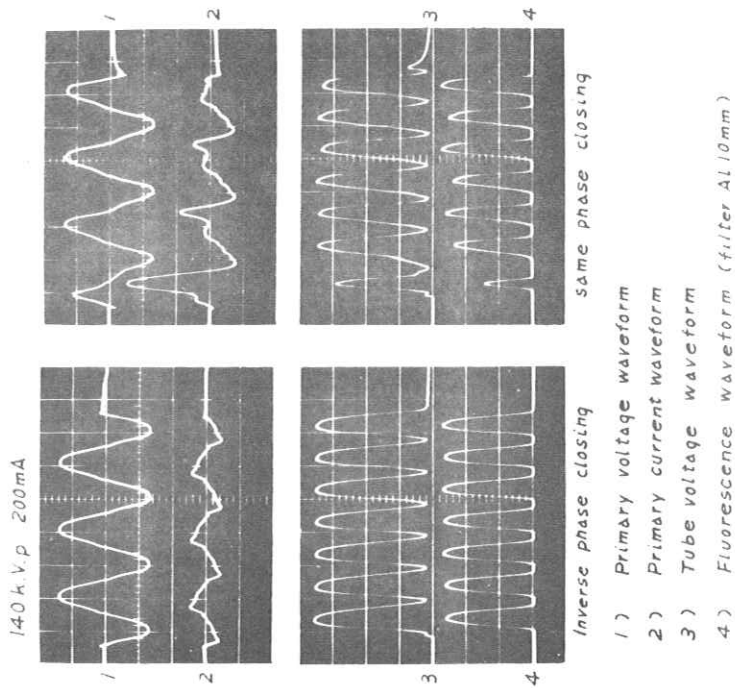 140 k.V.p 200mA
1
2
1
2
3
4
3
4
Inverse phase closing
same phase closing
1) Primary voltage waveform
2) Primary current waveform
3) Tube voltage waveform
4) Fluorescence waveform (filter Al 10mm)